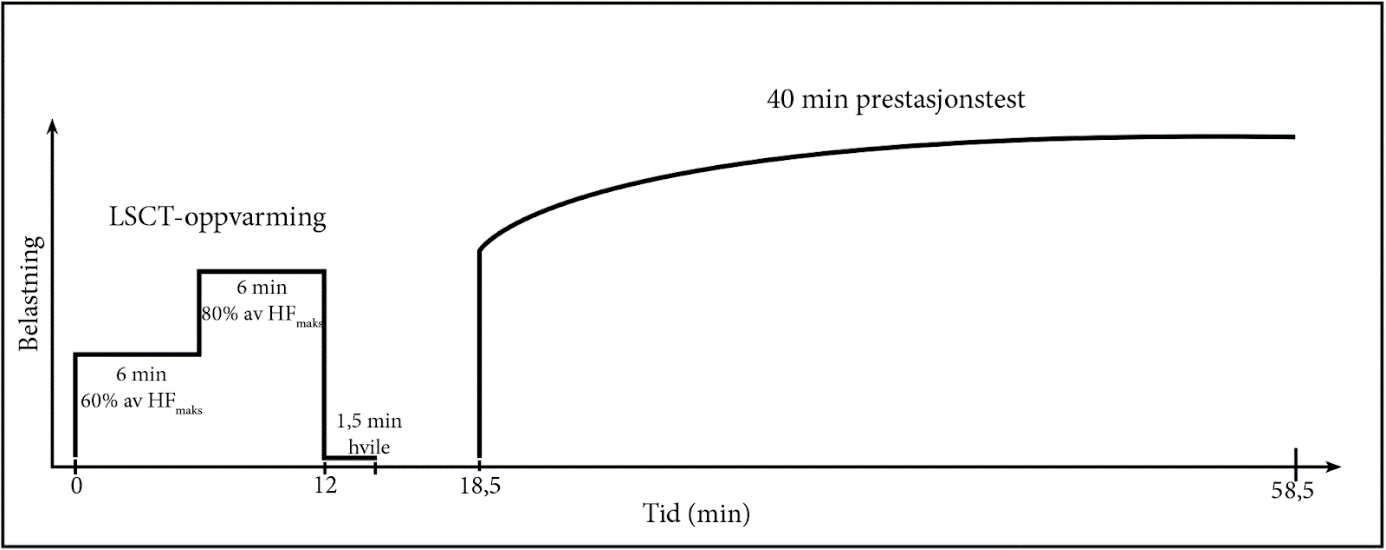 40 min prestasjonstest
LSCT-oppvarming
Belastning
6 min
80% av HFmaks
6 min
60% av HFmaks
1,5 min
hvile
0
12
18,5
58,5
Tid (min)